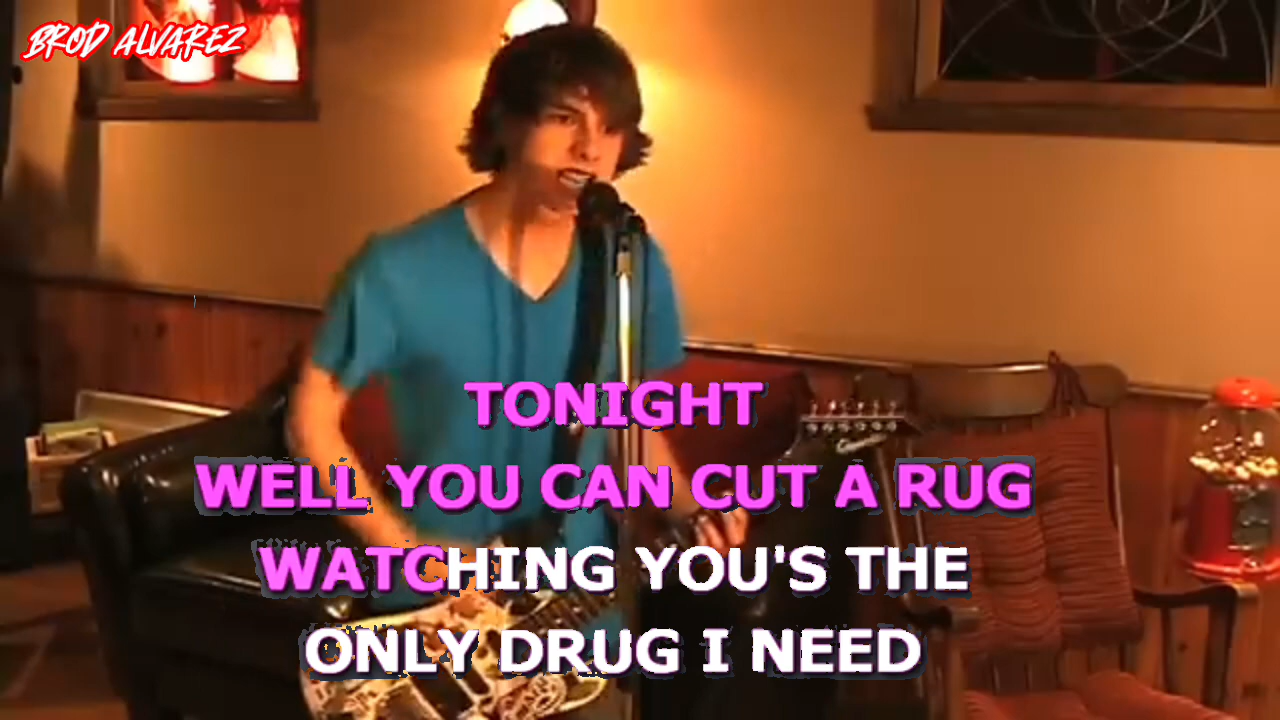 BROD ALVAREZ
TONIGHT
WELL YOU CAN CUT A RUG
WATCHING YOU'S THE
ONLY DRUG I NEED